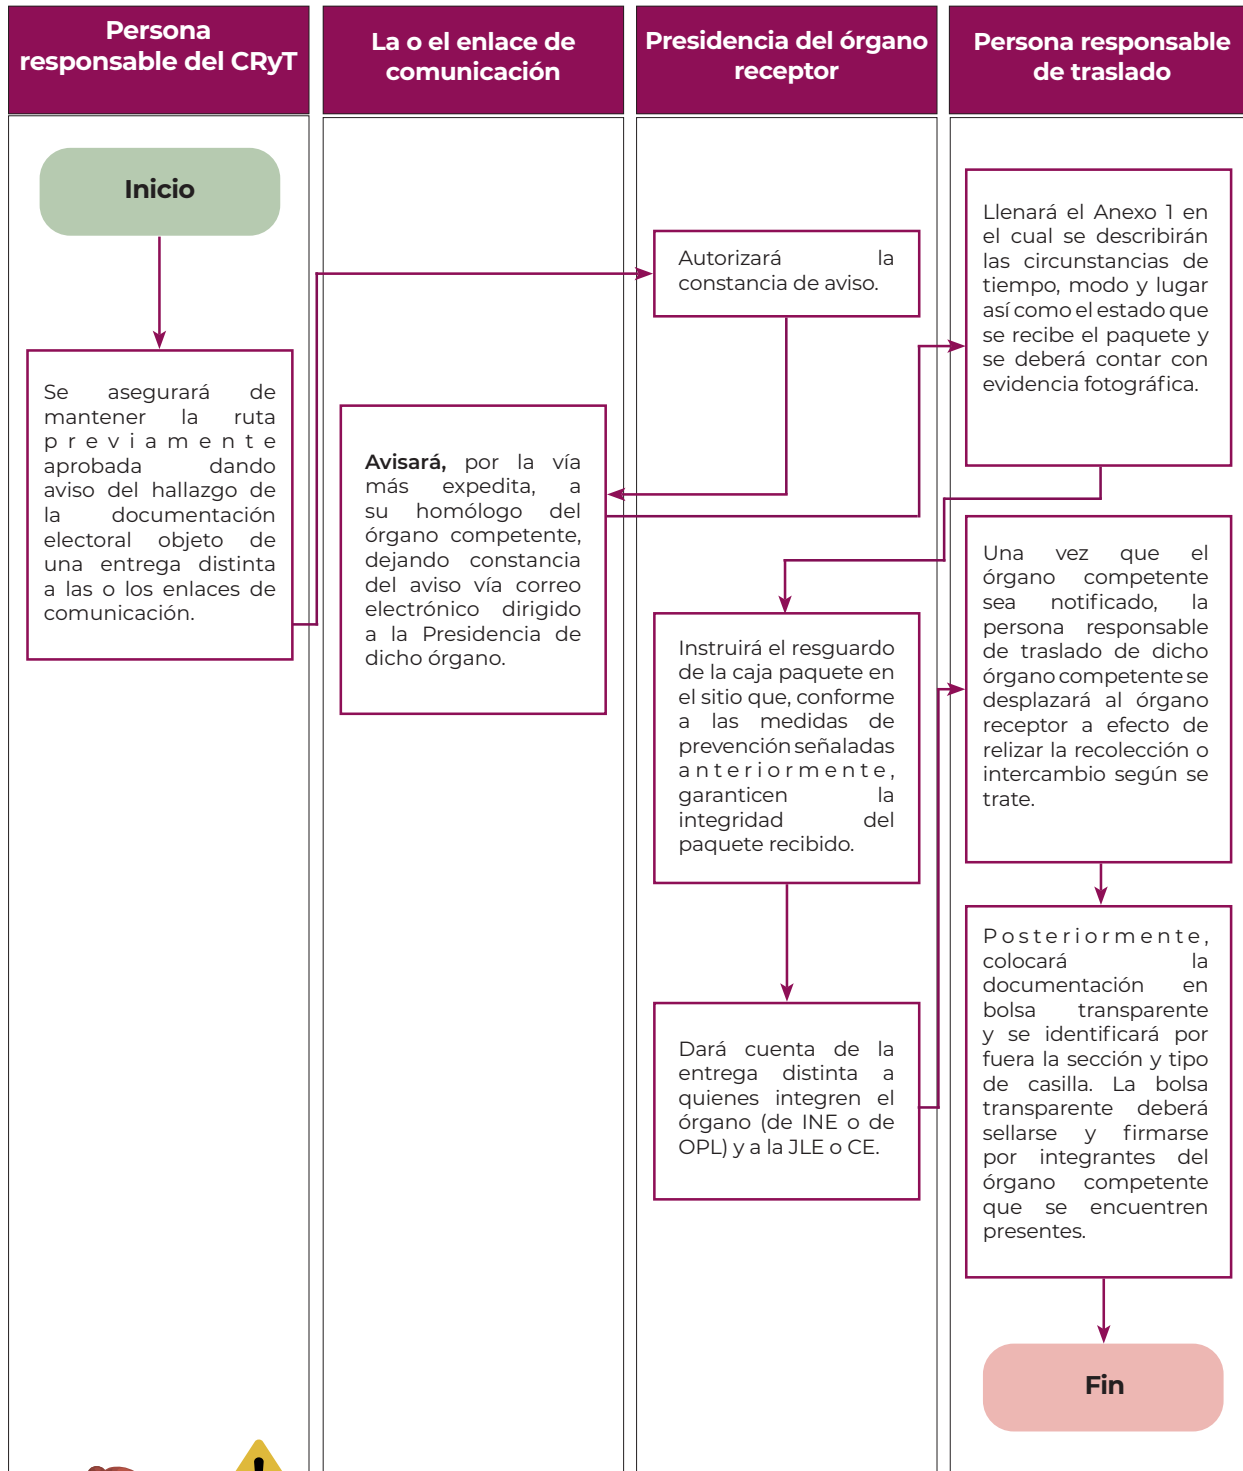 Persona
responsable del CRyT
La o el enlace de
comunicación
Presidencia del órgano
receptor
Persona responsable
de traslado
Inicio
Se asegurará de
mantener la ruta
previamente
aprobada dando
aviso del hallazgo de
la documentación
electoral objeto de
una entrega distinta
a las o los enlaces de
comunicación.
Autorizará la
constancia de aviso.
Avisará, por la vía
más expedita, a
su homólogo del
órgano competente,
dejando constancia
del aviso vía correo
electrónico dirigido
a la Presidencia de
dicho órgano.
Llenará el Anexo 1 en
el cual se describirán
las circunstancias de
tiempo, modo y lugar
así como el estado que
se recibe el paquete y
se deberá contar con
evidencia fotográfica.
Instruirá el resguardo
de la caja paquete en
el sitio que, conforme
a las medidas de
prevención señaladas
anteriormente,
garanticen la
integridad del
paquete recibido.
Dará cuenta de la
entrega distinta a
quienes integren el
órgano (de INE o de
OPL) y a la JLE o CE.
Una vez que el
órgano competente
sea notificado, la
persona responsable
de traslado de dicho
órgano competente se
desplazará al órgano
receptor a efecto de
relizar la recolección o
intercambio según se
trate.
Posteriormente,
colocará la
documentación en
bolsa transparente
y se identificará por
fuera la sección y tipo
de casilla. La bolsa
transparente deberá
sellarse y firmarse
por integrantes del
órgano competente
que se encuentren
presentes.
Fin